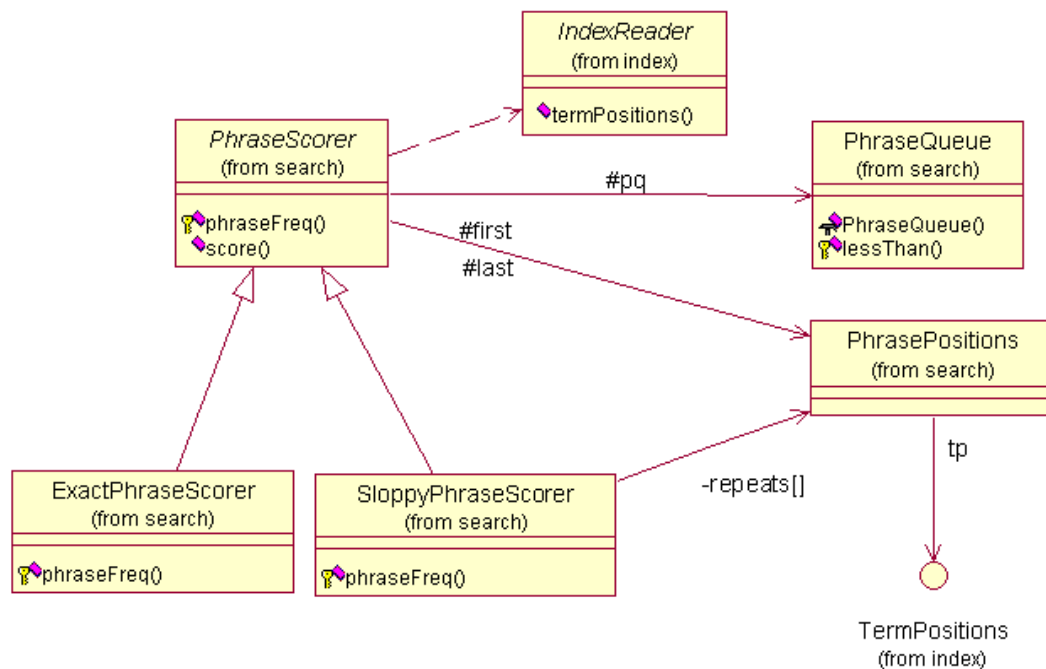 IndexReader
(from index)
termPositions()
PhraseScorer
(from search)
phraseFreq()
score()
#pq
PhraseQueue
(from search)
PhraseQueue()
lessThan()
#first
#last
PhrasePositions
(from search)
ExactPhraseScorer
(from search)
phraseFreq()
SloppyPhraseScorer
(from search)
phraseFreq()
-repeats[]
tp
TermPositions
(from index)